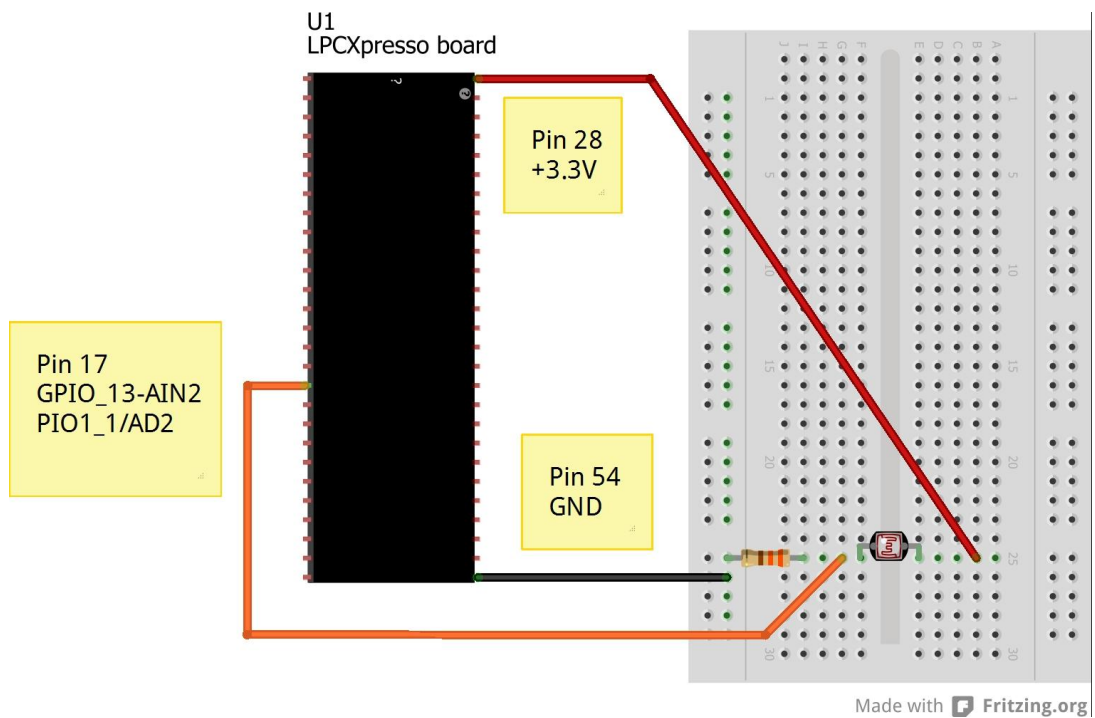 U1
LPCXpresso board
?
?
Pin 28
+3.3V
Pin 17
GPIO_13-AIN2
PIO1_1/AD2
Pin 54
GND
J I H G F E D C B A
1 1
5 5
10 10
15 15
20 20
25 25
30 30
Made with Fritzing.org